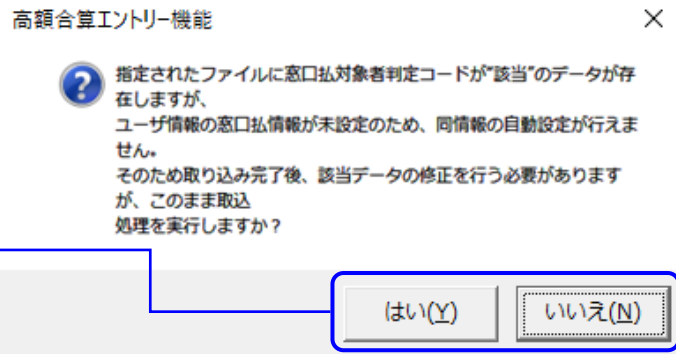 高額合算エントリー機能
指定されたファイルに窓口払対象者判定コードが"該当"のデータが存
在しますが、
ユーザ情報の窓口払情報が未設定のため、同情報の自動設定が行えま
せん。
そのため取り込み完了後、該当データの修正を行う必要があります
が、このまま取込
処理を実行しますか？
はい(Y) いいえ(N)